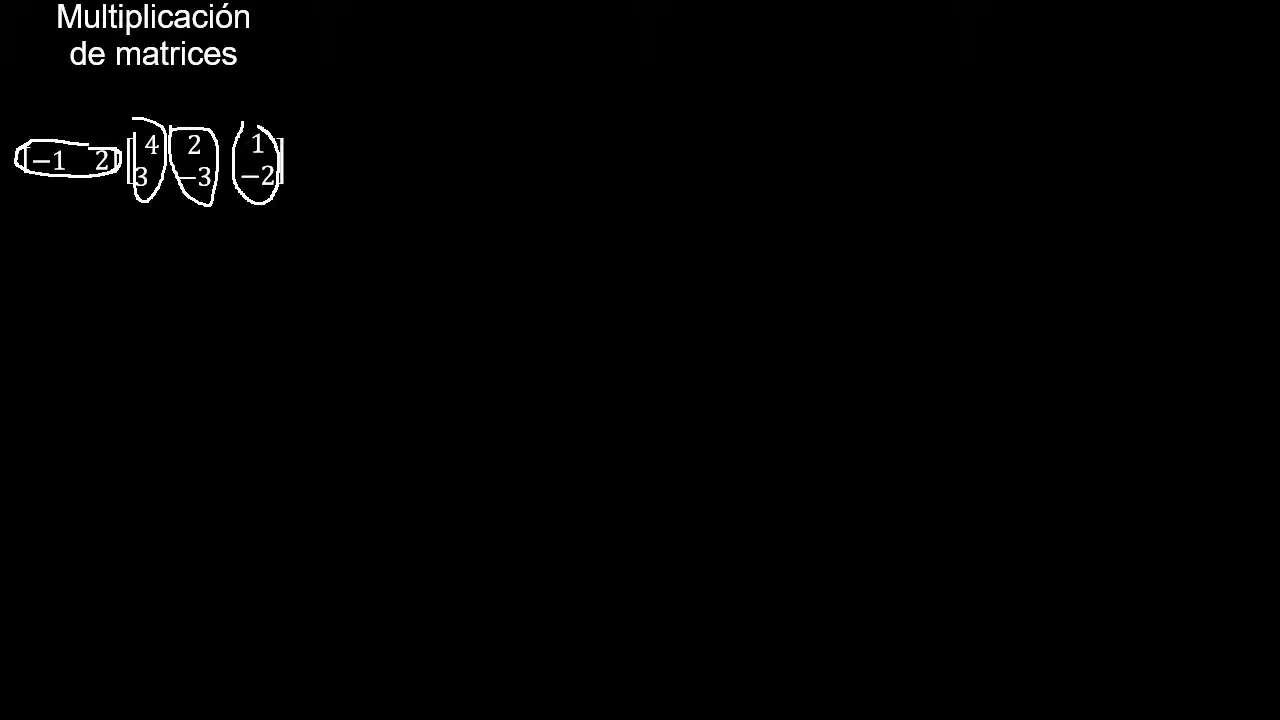 Multiplicación
de matrices
[−1 2] [4 2 1
3 −3 −2]